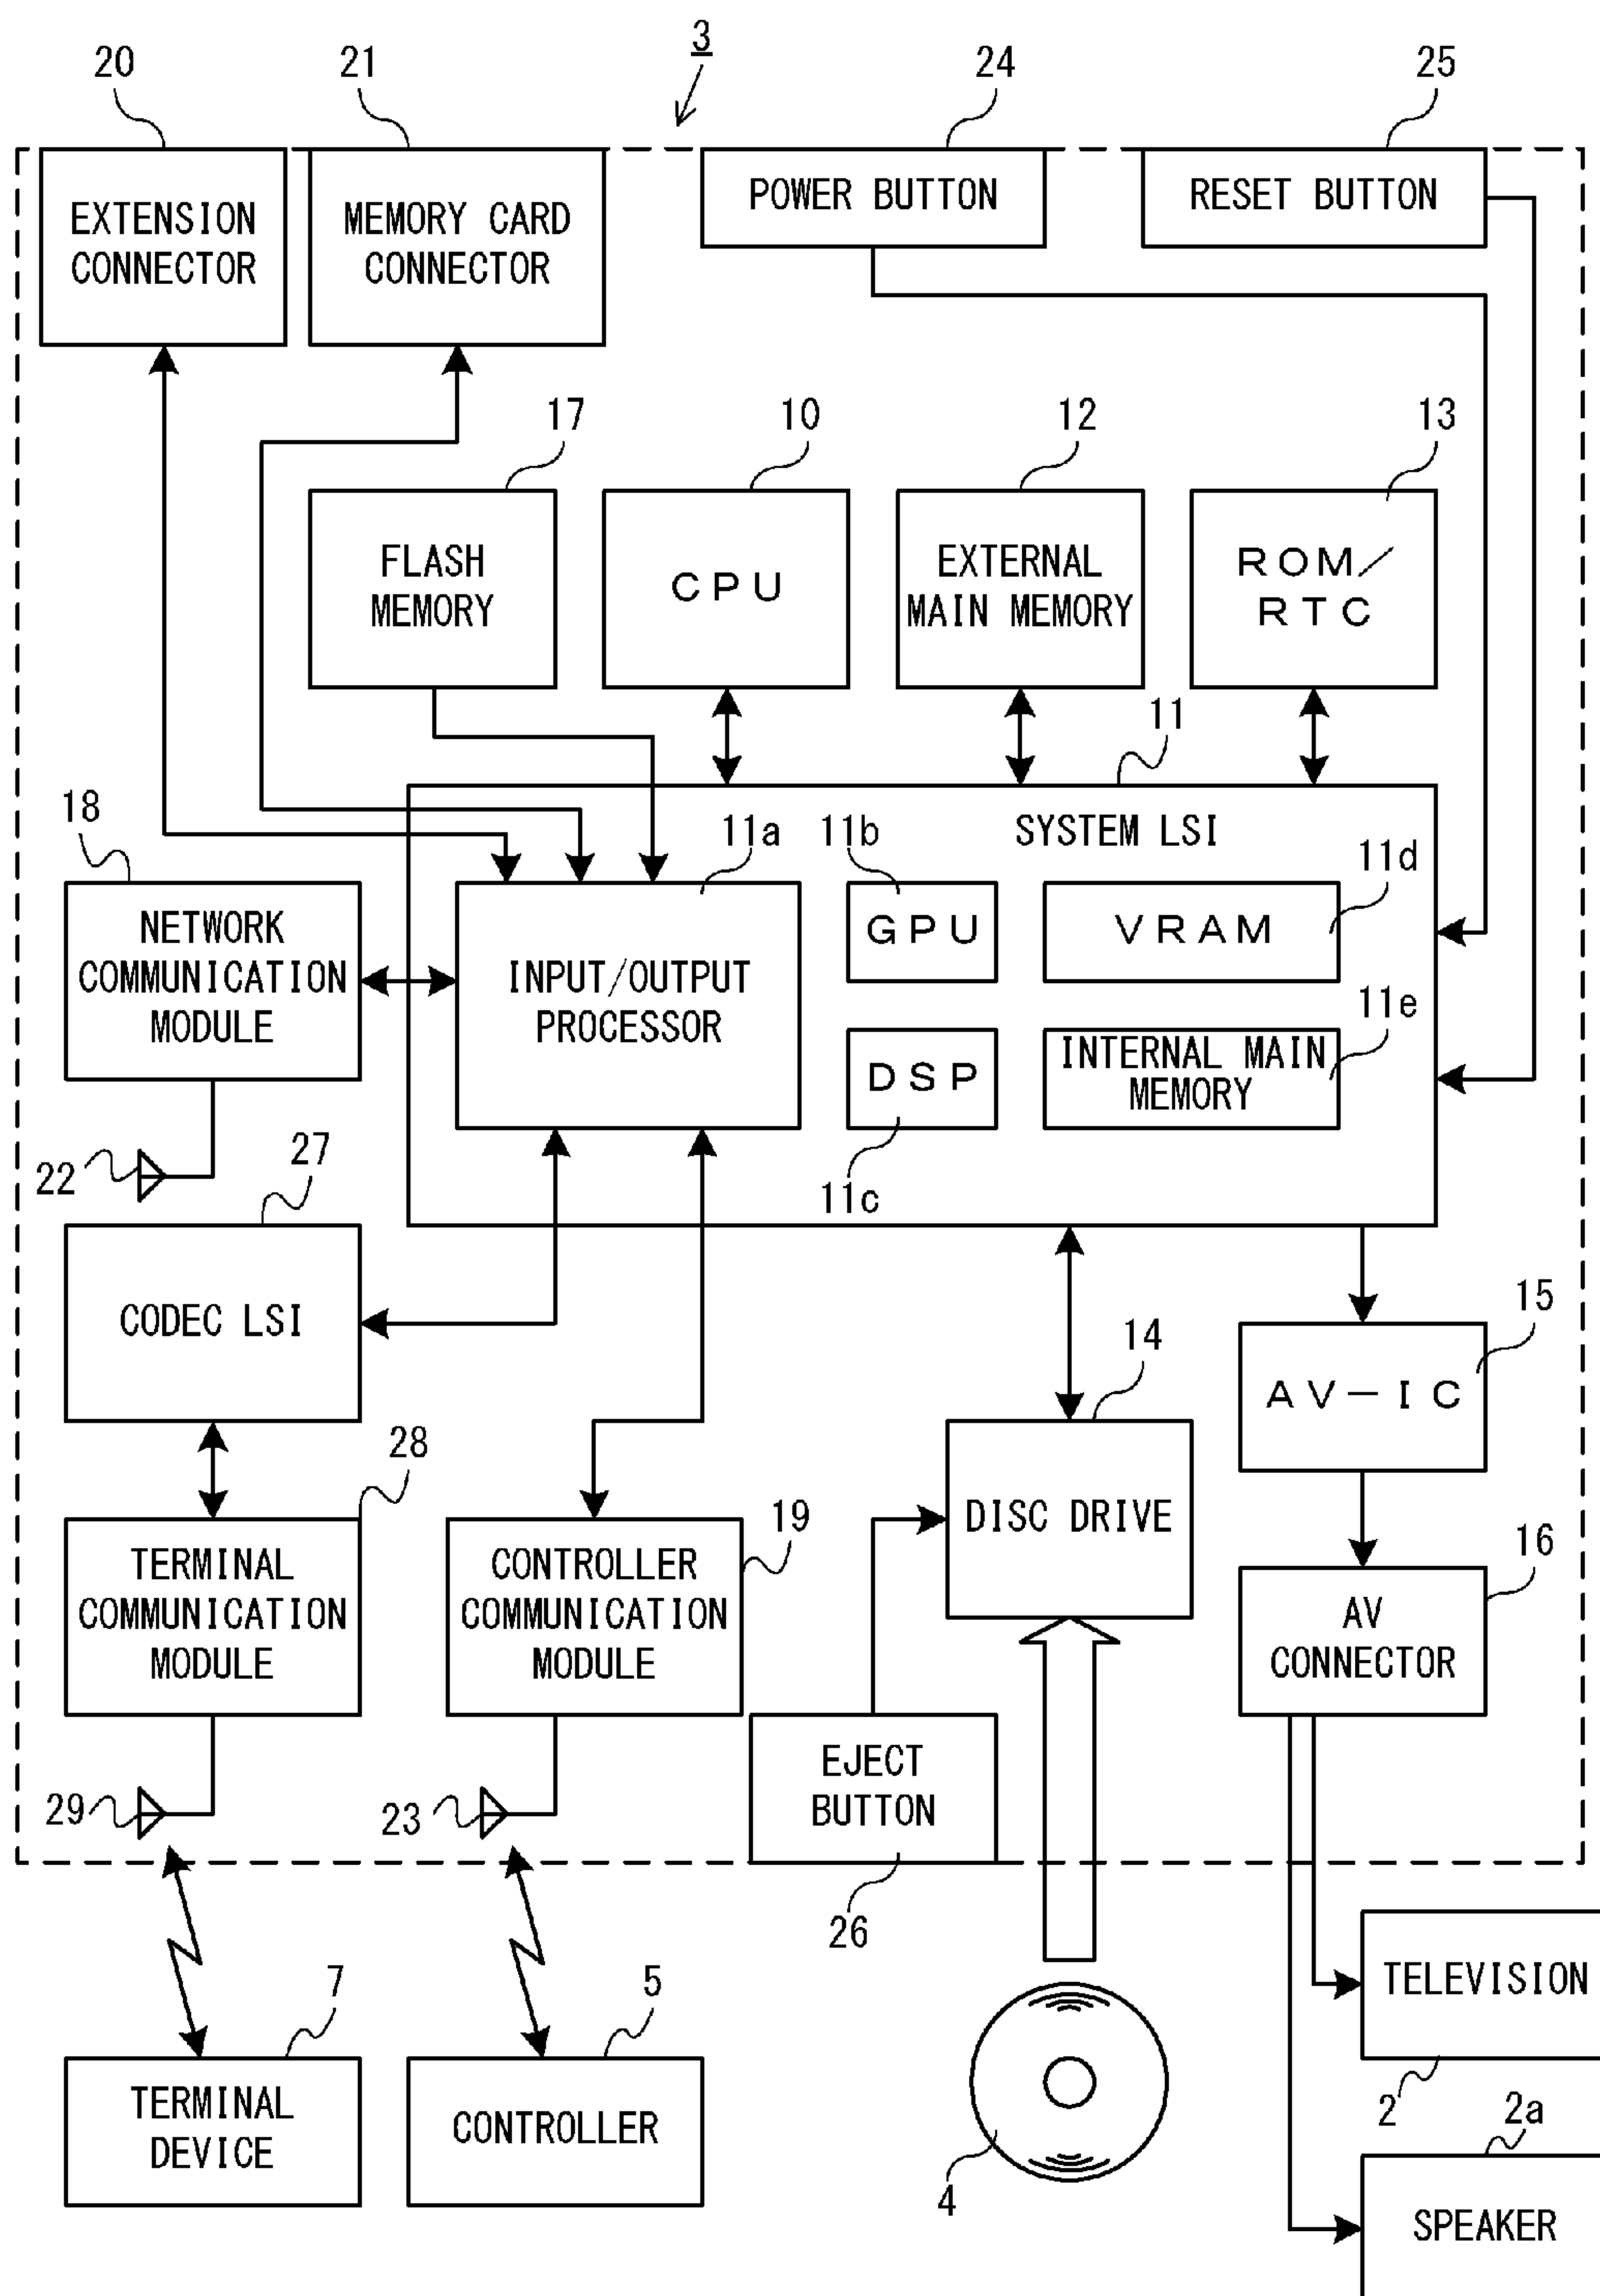 3
20
21
24
25
EXTENSION
CONNECTOR
MEMORY CARD
CONNECTOR
POWER BUTTON
RESET BUTTON
17
10
12
13
FLASH
MEMORY
CPU
EXTERNAL
MAIN MEMORY
ROM/
RTC
11
18
11a
11b
SYSTEM LSI
11d
NETWORK
COMMUNICATION
MODULE
INPUT/OUTPUT
PROCESSOR
GPU
VRAM
11e
DSP
INTERNAL MAIN
MEMORY
22
27
11c
CODEC LSI
15
14
AV-IC
28
19
DISC DRIVE
16
TERMINAL
COMMUNICATION
MODULE
CONTROLLER
COMMUNICATION
MODULE
AV
CONNECTOR
29
23
EJECT
BUTTON
26
7
5
TELEVISION
TERMINAL
DEVICE
CONTROLLER
4
2
2a
SPEAKER